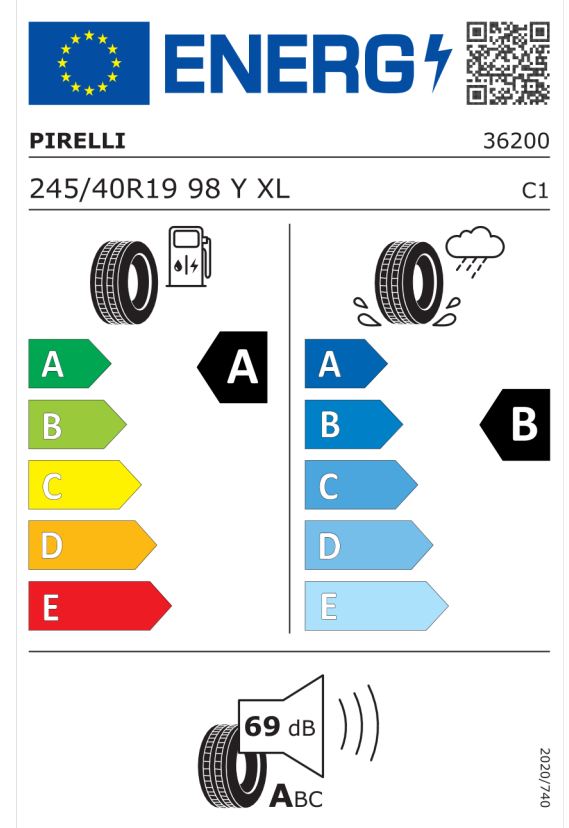 ENERG
PIRELLI 36200
245/40R19 98 Y XL C1
A A
B
C
D
E
A
B B
C
D
E
69 dB
ABC
2020/740